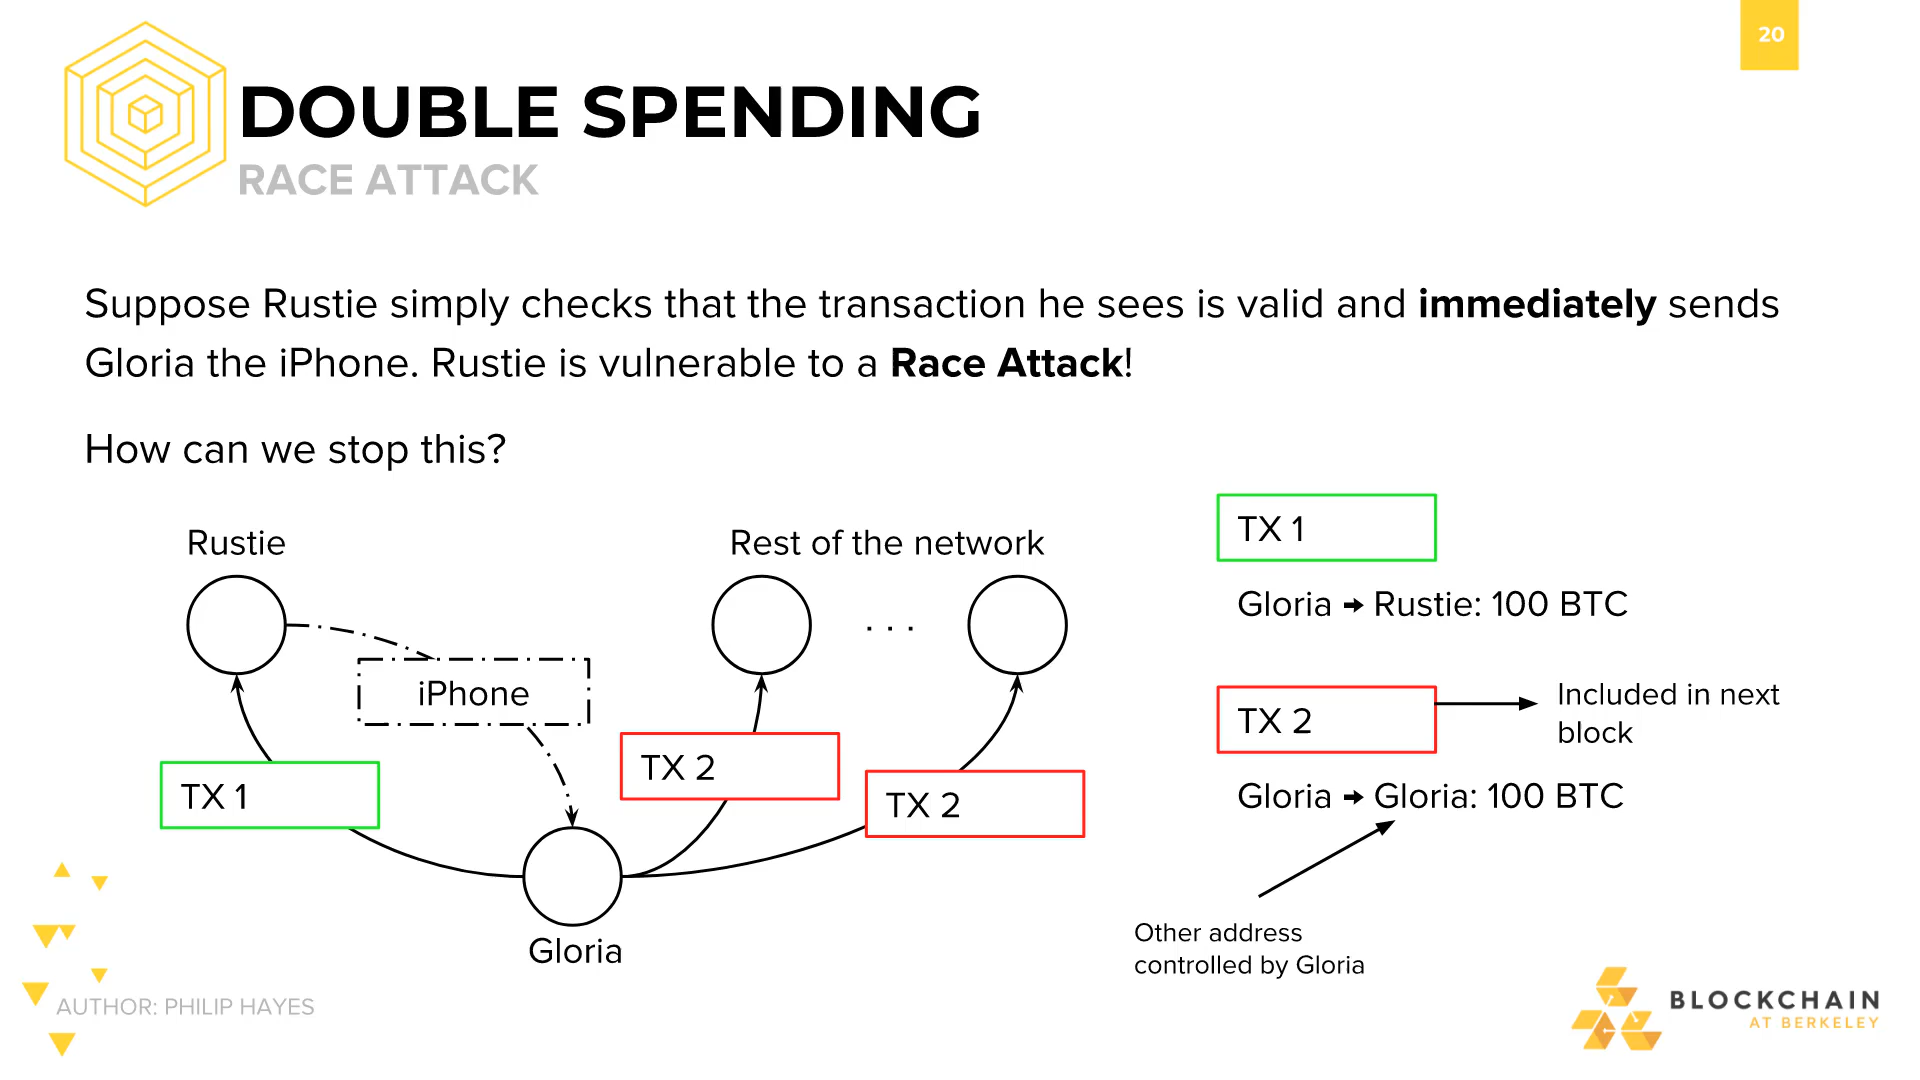 20
DOUBLE SPENDING
RACE ATTACK
Suppose Rustie simply checks that the transaction he sees is valid and immediately sends
Gloria the iPhone. Rustie is vulnerable to a Race Attack!
How can we stop this?
Rustie
Rest of the network
. . .
iPhone
TX 1
TX 2
TX 2
Gloria
TX 1
Gloria → Rustie: 100 BTC
TX 2
Included in next
block
Gloria → Gloria: 100 BTC
Other address
controlled by Gloria
AUTHOR: PHILIP HAYES
BLOCKCHAIN
AT BERKELEY